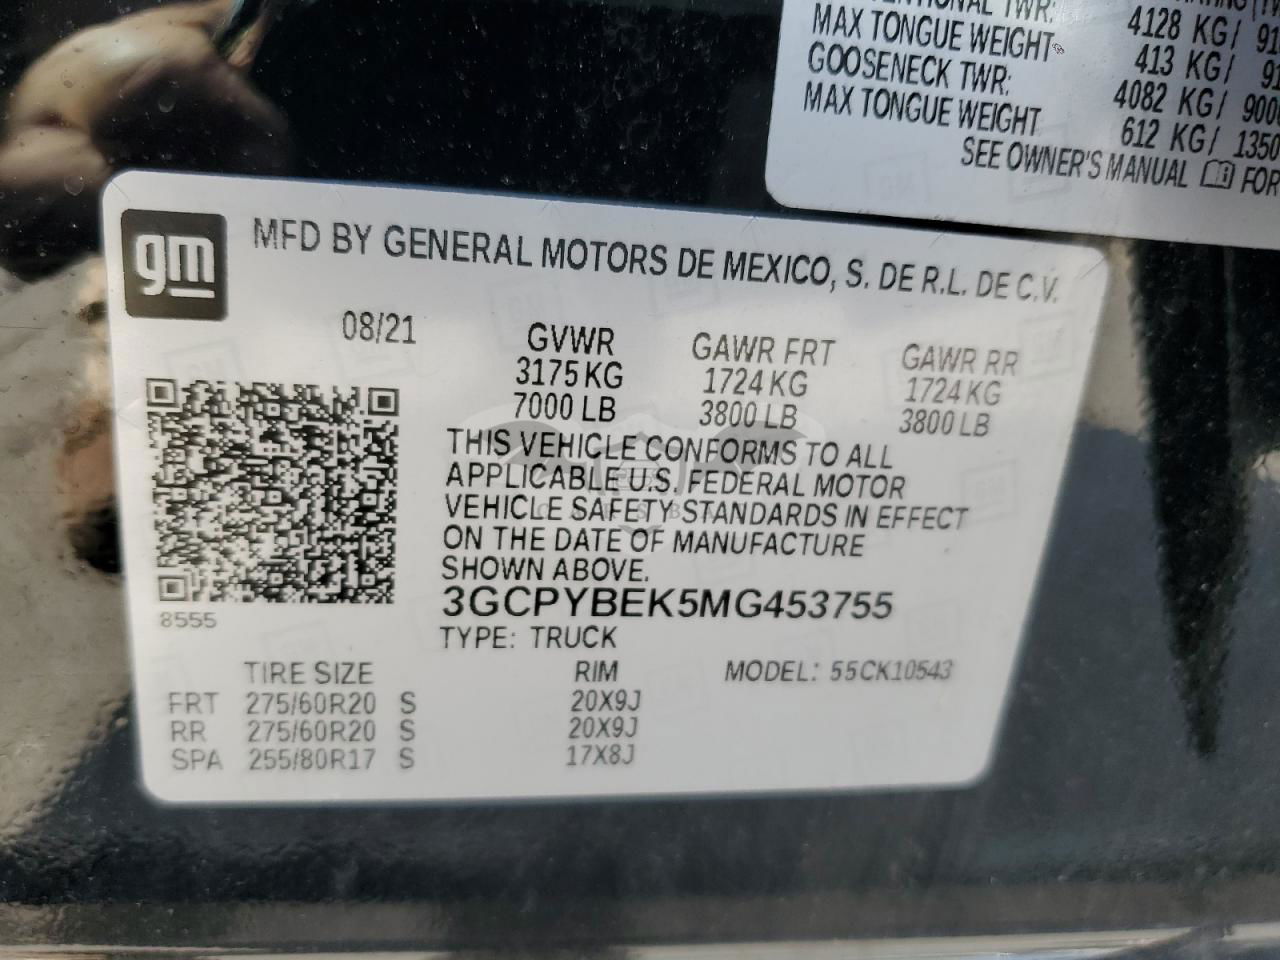 MAX TONGUE WEIGHT 4128 KG/
GOOSENECK TWR: 413 KG/
MAX TONGUE WEIGHT 4082 KG/
612 KG/ 1350
SEE OWNER'S MANUAL FOR
gm
MFD BY GENERAL MOTORS DE MEXICO, S. DE R.L. DE C.V.
08/21 GVWR GAWR FRT GAWR RR
3175 KG 1724 KG 1724 KG
7000 LB 3800 LB 3800 LB
THIS VEHICLE CONFORMS TO ALL
APPLICABLE U.S. FEDERAL MOTOR
VEHICLE SAFETY STANDARDS IN EFFECT
ON THE DATE OF MANUFACTURE
SHOWN ABOVE.
3GCPYBEK5MG453755
8555
TYPE: TRUCK
TIRE SIZE RIM MODEL: 55CK10543
FRT 275/60R20 S 20X9J
RR 275/60R20 S 20X9J
SPA 255/80R17 S 17X8J